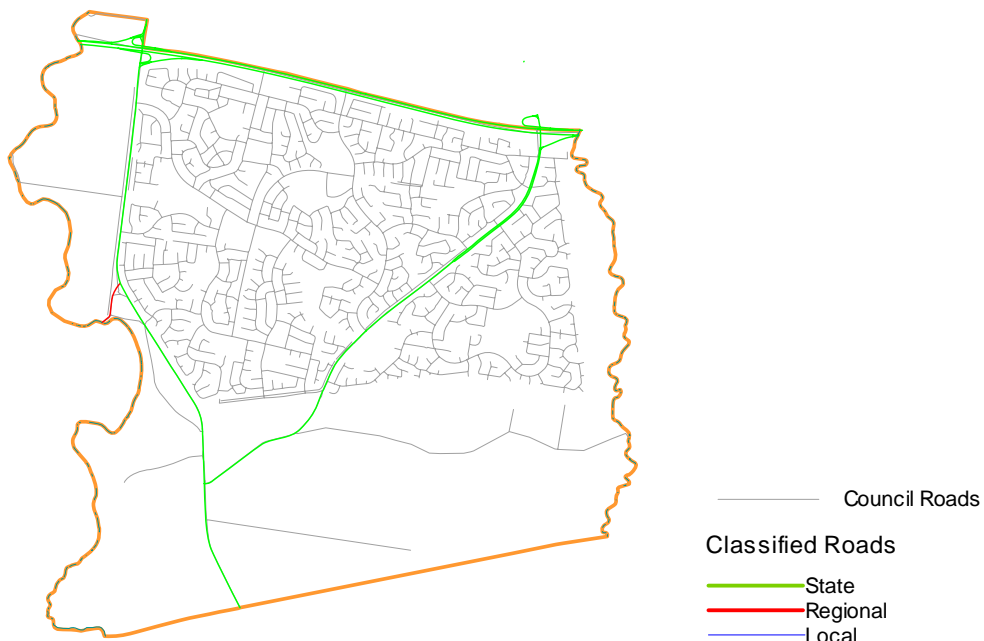 Council Roads
Classified Roads
State
Regional
Local